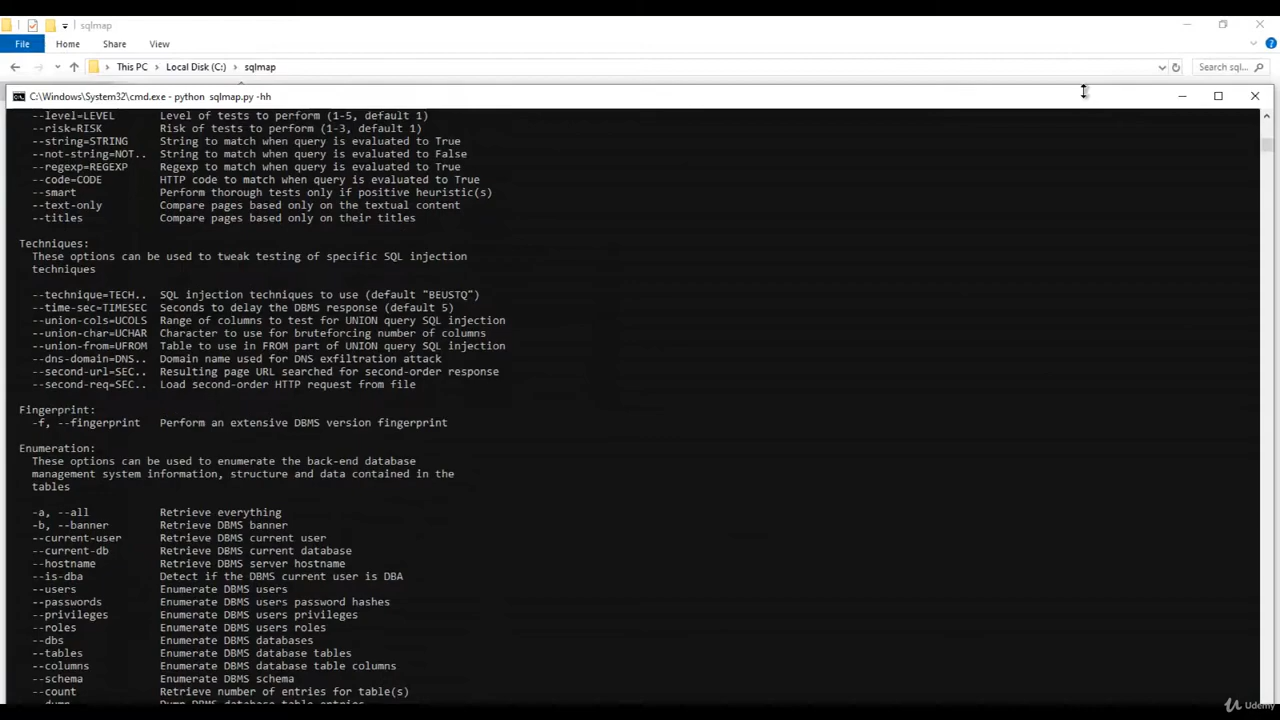 sqlmap
File Home Share View
This PC Local Disk (C:) sqlmap Search sql...
C:\Windows\System32\cmd.exe - python sqlmap.py -hh
--level=LEVEL Level of tests to perform (1-5, default 1)
--risk=RISK Risk of tests to perform (1-3, default 1)
--string=STRING String to match when query is evaluated to True
--not-string=NOT.. String to match when query is evaluated to False
--regexp=REGEXP Regexp to match when query is evaluated to True
--code=CODE HTTP code to match when query is evaluated to True
--smart Perform thorough tests only if positive heuristic(s)
--text-only Compare pages based only on the textual content
--titles Compare pages based only on their titles
Techniques:
These options can be used to tweak testing of specific SQL injection
techniques
--technique=TECH.. SQL injection techniques to use (default "BEUSTQ")
--time-sec=TIMESEC Seconds to delay the DBMS response (default 5)
--union-cols=UCOLS Range of columns to test for UNION query SQL injection
--union-char=UCHAR Character to use for bruteforcing number of columns
--union-from=UFROM Table to use in FROM part of UNION query SQL injection
--dns-domain=DNS.. Domain name used for DNS exfiltration attack
--second-url=SEC.. Resulting page URL searched for second-order response
--second-req=SEC.. Load second-order HTTP request from file
Fingerprint:
-f, --fingerprint Perform an extensive DBMS version fingerprint
Enumeration:
These options can be used to enumerate the back-end database
management system information, structure and data contained in the
tables
-a, --all Retrieve everything
-b, --banner Retrieve DBMS banner
--current-user Retrieve DBMS current user
--current-db Retrieve DBMS current database
--hostname Retrieve DBMS server hostname
--is-dba Detect if the DBMS current user is DBA
--users Enumerate DBMS users
--passwords Enumerate DBMS users password hashes
--privileges Enumerate DBMS users privileges
--roles Enumerate DBMS users roles
--dbs Enumerate DBMS databases
--tables Enumerate DBMS database tables
--columns Enumerate DBMS database table columns
--schema Enumerate DBMS schema
--count Retrieve number of entries for table(s)
--dump Dump DBMS database table entries
Udemy